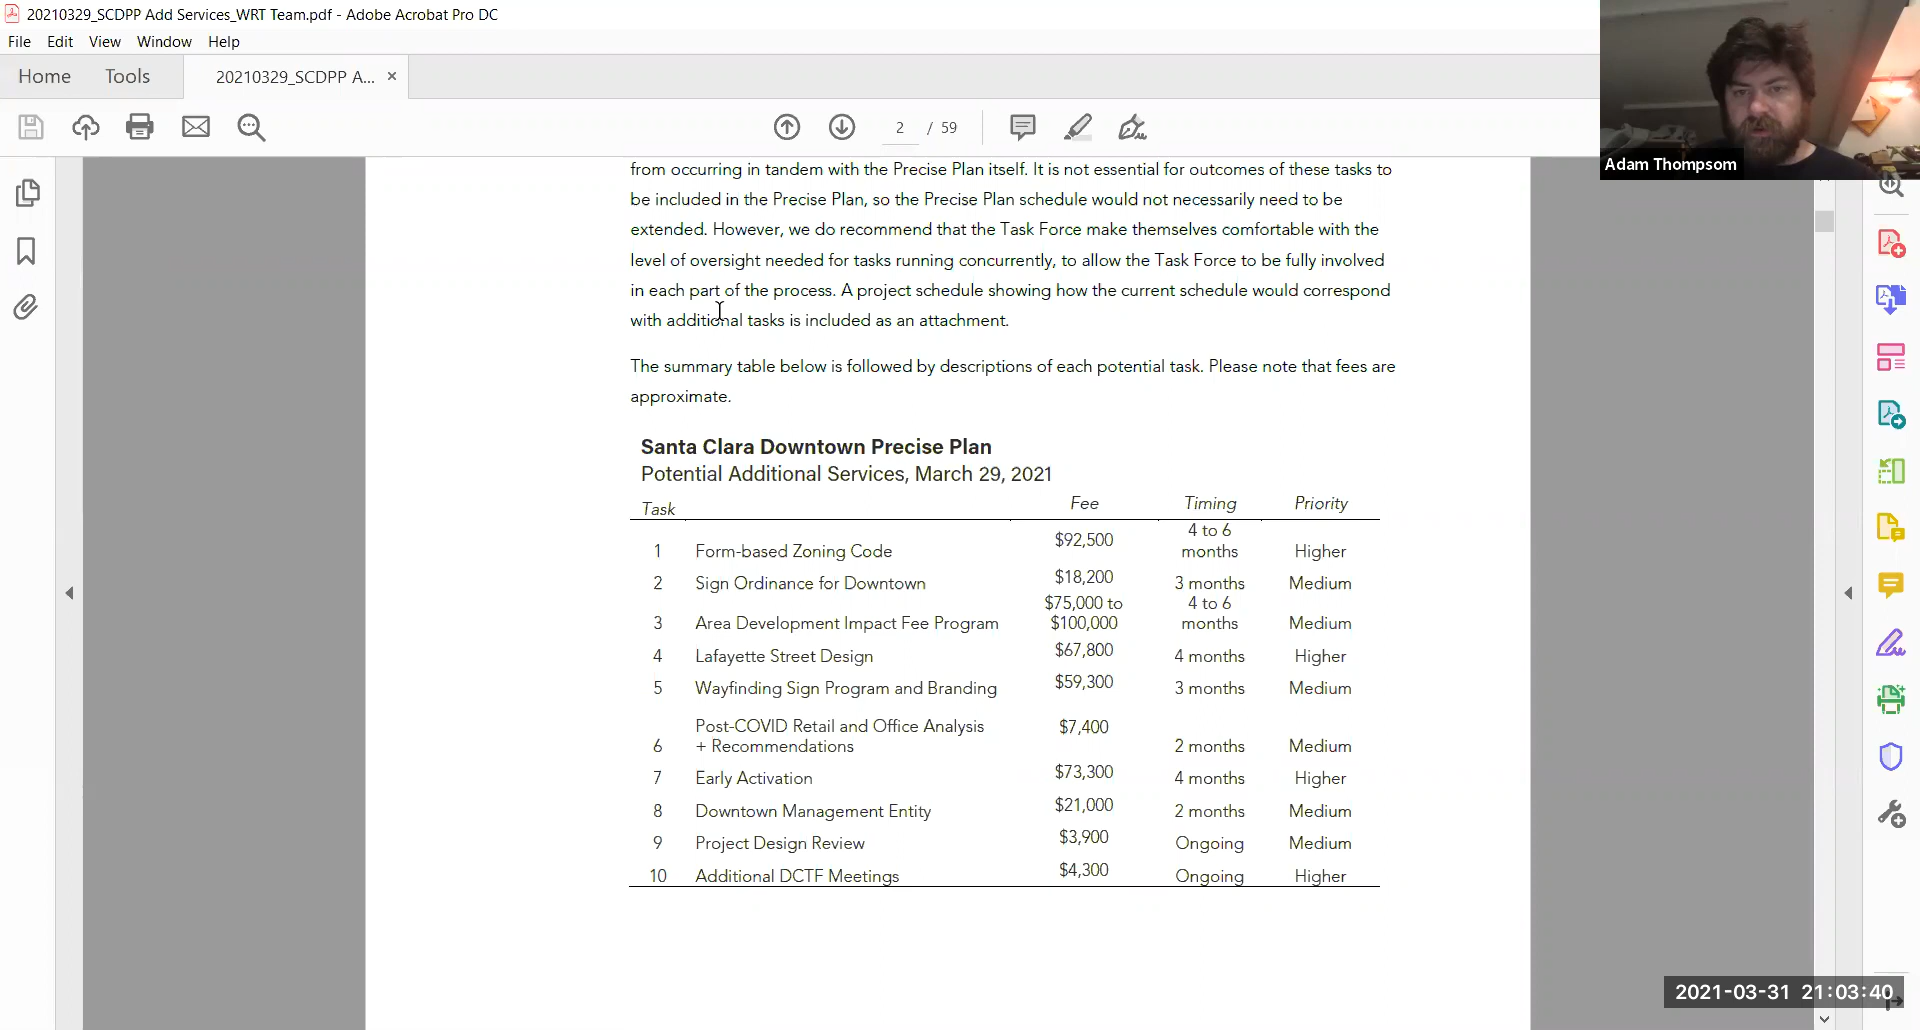 20210329_SCDPP Add Services_WRT Team.pdf - Adobe Acrobat Pro DC
File Edit View Window Help
Home Tools 20210329_SCDPP A... ×
2 / 59
Adam Thompsom
from occurring in tandem with the Precise Plan itself. It is not essential for outcomes of these tasks to
be included in the Precise Plan, so the Precise Plan schedule would not necessarily need to be
extended. However, we do recommend that the Task Force make themselves comfortable with the
level of oversight needed for tasks running concurrently, to allow the Task Force to be fully involved
in each part of the process. A project schedule showing how the current schedule would correspond
with additional tasks is included as an attachment.
The summary table below is followed by descriptions of each potential task. Please note that fees are
approximate.
Santa Clara Downtown Precise Plan
Potential Additional Services, March 29, 2021
Task Fee Timing Priority
1 Form-based Zoning Code $92,500 4 to 6 months Higher
2 Sign Ordinance for Downtown $18,200 3 months Medium
3 Area Development Impact Fee Program $75,000 to $100,000 4 to 6 months Medium
4 Lafayette Street Design $67,800 4 months Higher
5 Wayfinding Sign Program and Branding $59,300 3 months Medium
6 Post-COVID Retail and Office Analysis + Recommendations $7,400 2 months Medium
7 Early Activation $73,300 4 months Higher
8 Downtown Management Entity $21,000 2 months Medium
9 Project Design Review $3,900 Ongoing Medium
10 Additional DCTF Meetings $4,300 Ongoing Higher
2021-03-31 21:03:40